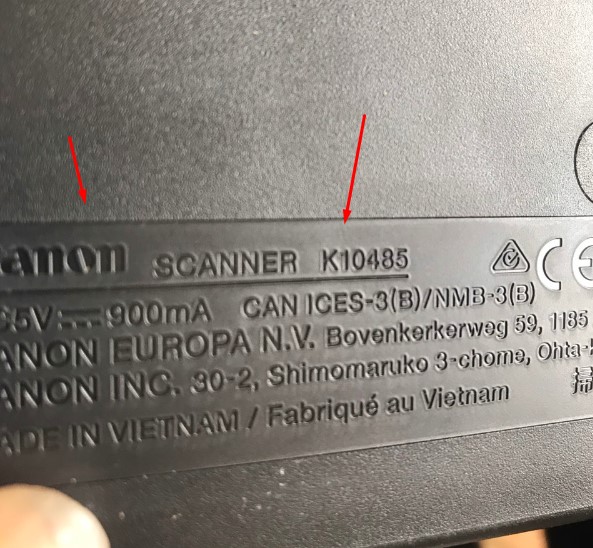 anon SCANNER K10485
5V⎓900mA CAN ICES-3(B)/NMB-3(B) CE
ANON EUROPA N.V. Bovenkerkerweg 59, 1185
ANON INC. 30-2, Shimomaruko 3-chome, Ohta-
ADE IN VIETNAM / Fabriqué au Vietnam